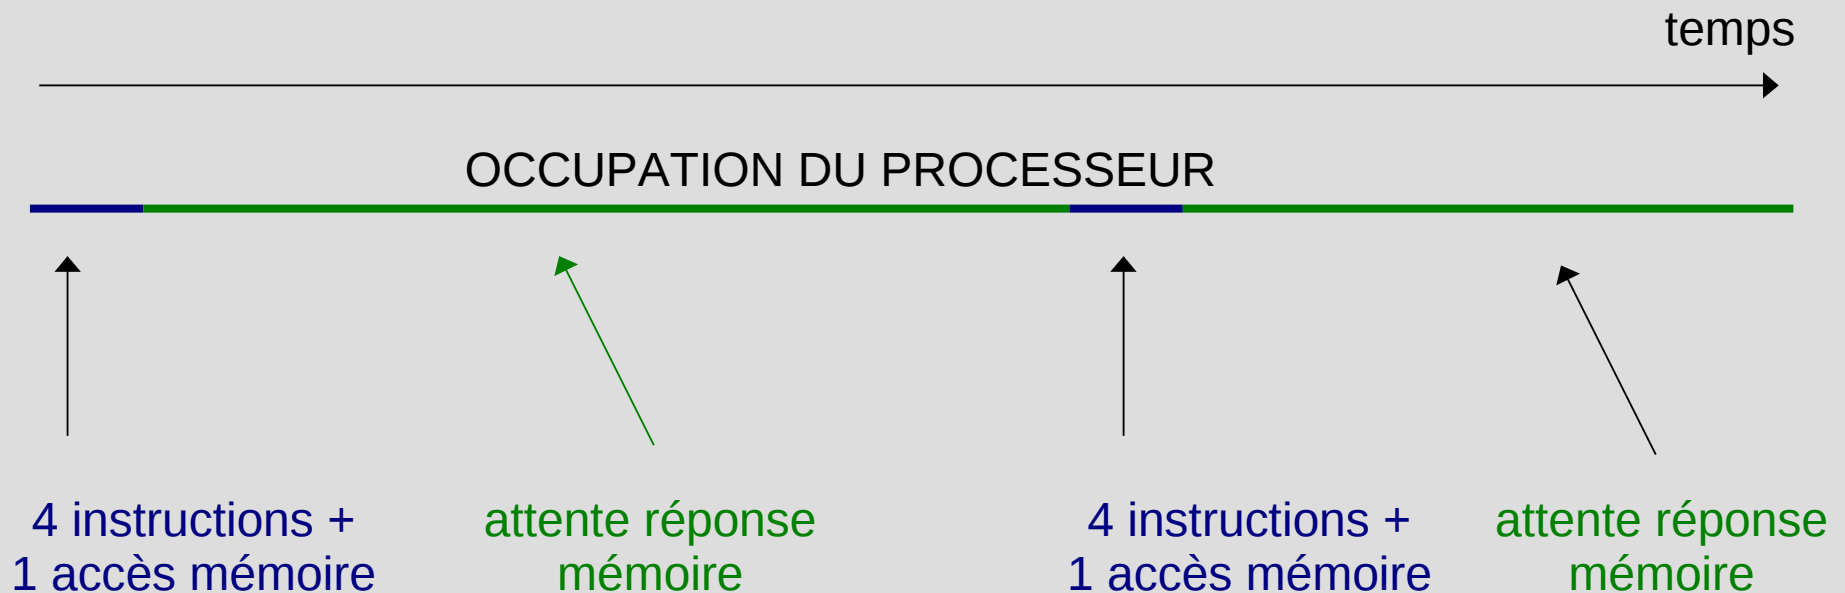 temps
OCCUPATION DU PROCESSEUR
4 instructions +
1 accès mémoire
attente réponse
mémoire
4 instructions +
1 accès mémoire
attente réponse
mémoire